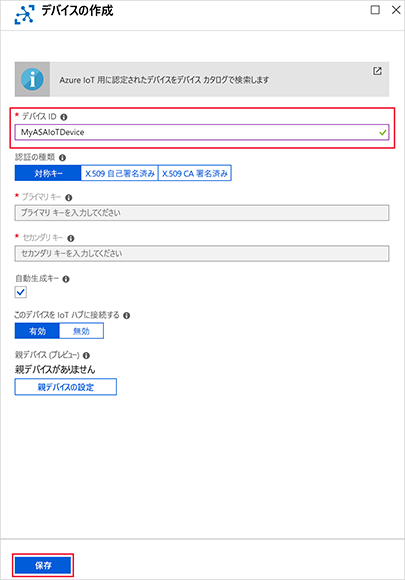 デバイスの作成
Azure IoT 用に認定されたデバイスをデバイス カタログで検索します
* デバイス ID
MyASAIoTDevice
認証の種類
対称キー X.509 自己署名済み X.509 CA 署名済み
* プライマリ キー
プライマリ キーを入力してください
* セカンダリ キー
セカンダリ キーを入力してください
自動生成キー
このデバイスを IoT ハブに接続する
有効 無効
親デバイス (プレビュー)
親デバイスがありません
親デバイスの設定
保存